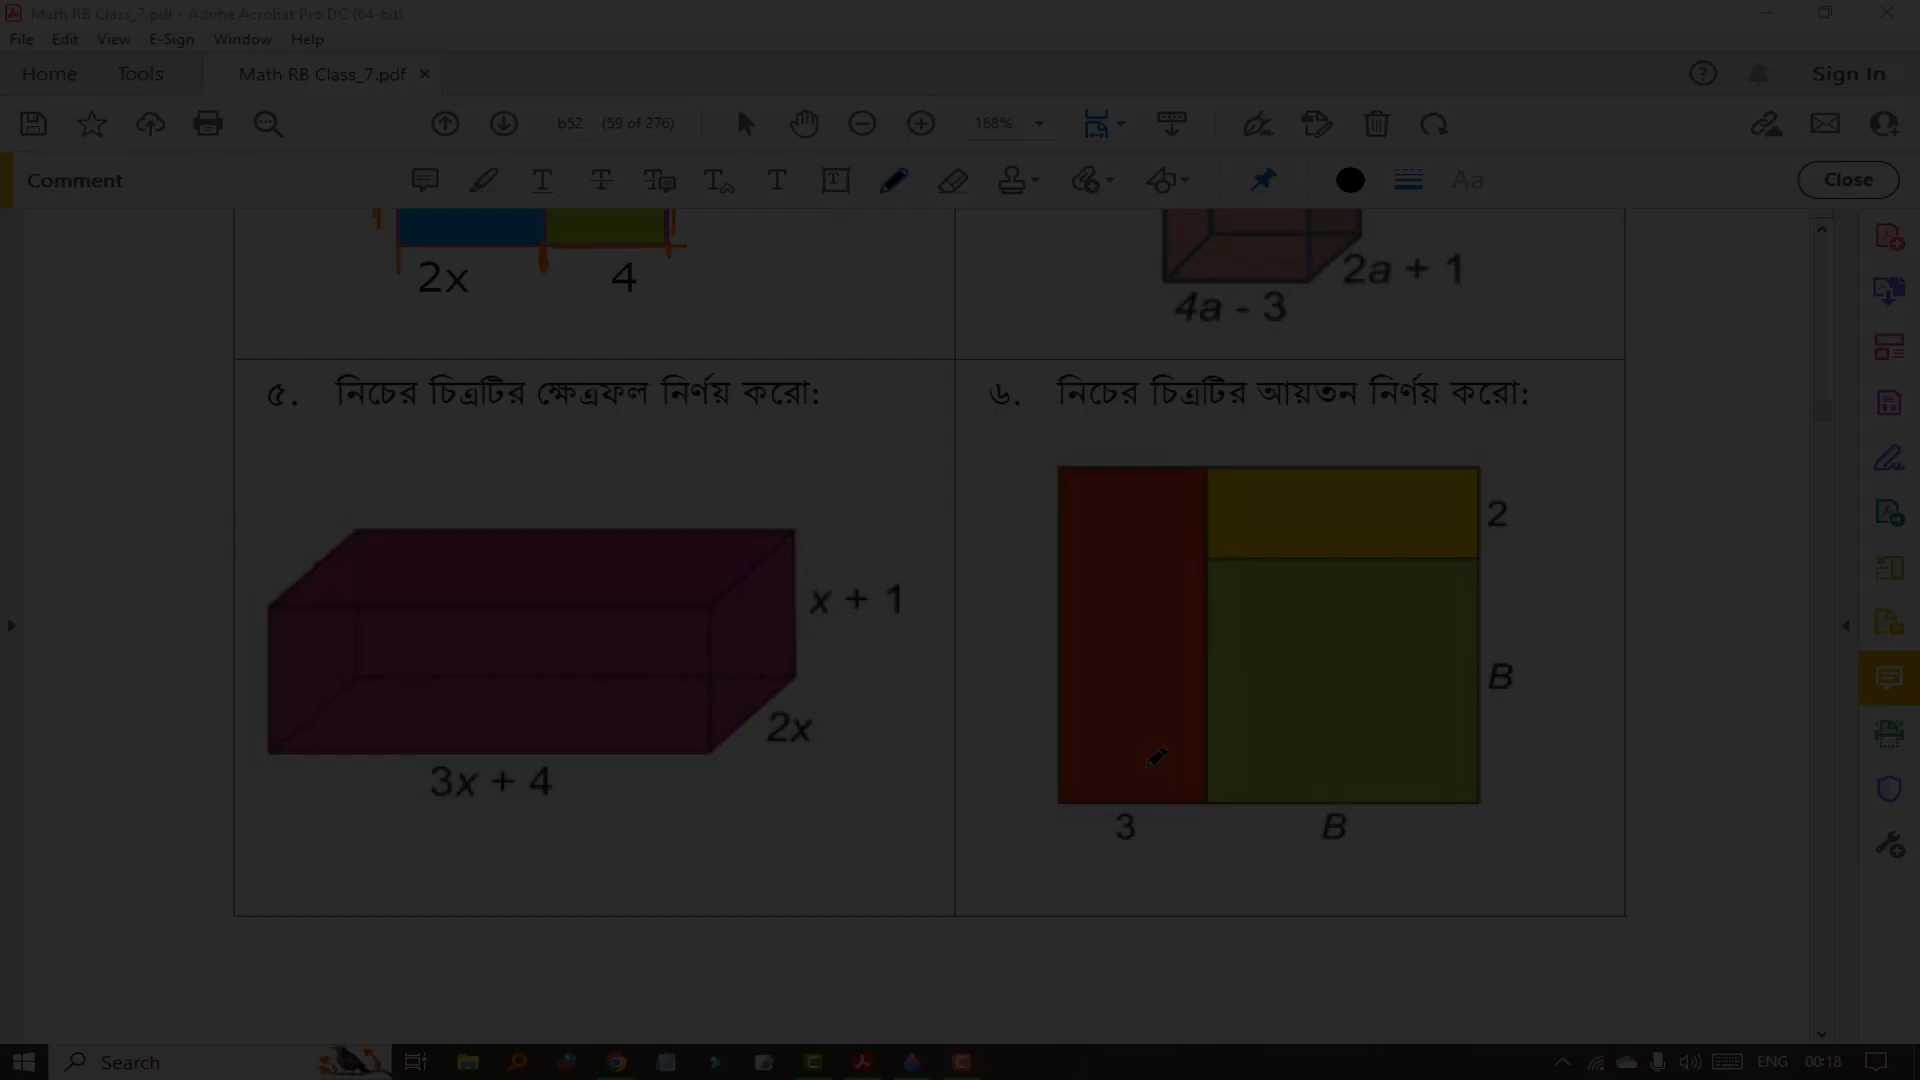 Math RB Class_7.pdf - Adobe Acrobat Pro DC (64-bit)
File Edit View E-Sign Window Help
Home Tools Math RB Class_7.pdf × Sign In
b52 (59 of 276) 168%
Comment Aa Close
2x 4
2a + 1
4a - 3
৫. নিচের চিত্রটির ক্ষেত্রফল নির্ণয় করো:
x + 1
2x
3x + 4
৬. নিচের চিত্রটির আয়তন নির্ণয় করো:
2
B
3 B
Search ENG 00:18